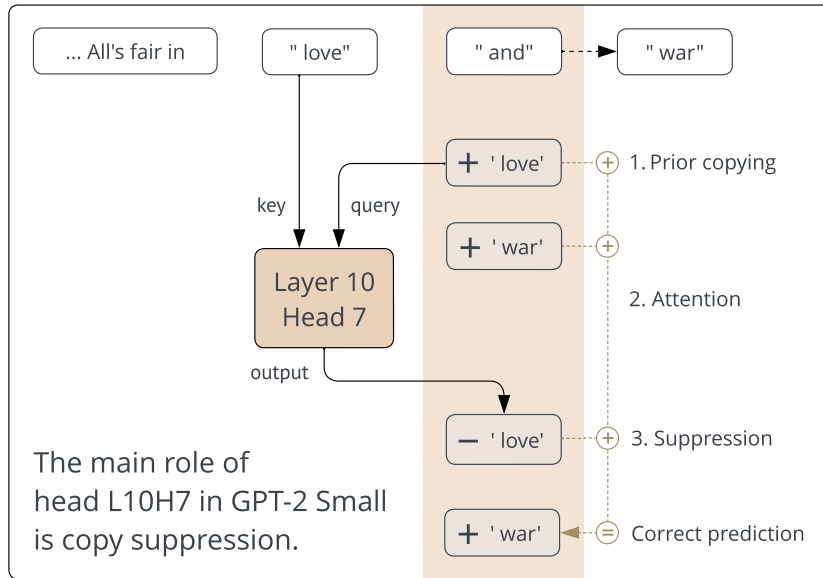 ... All's fair in
" love"
" and"
" war"
+ ' love'
+
1. Prior copying
key
query
+ ' war'
+
Layer 10
Head 7
2. Attention
output
− ' love'
+
3. Suppression
The main role of
head L10H7 in GPT-2 Small
is copy suppression.
+ ' war'
=
Correct prediction